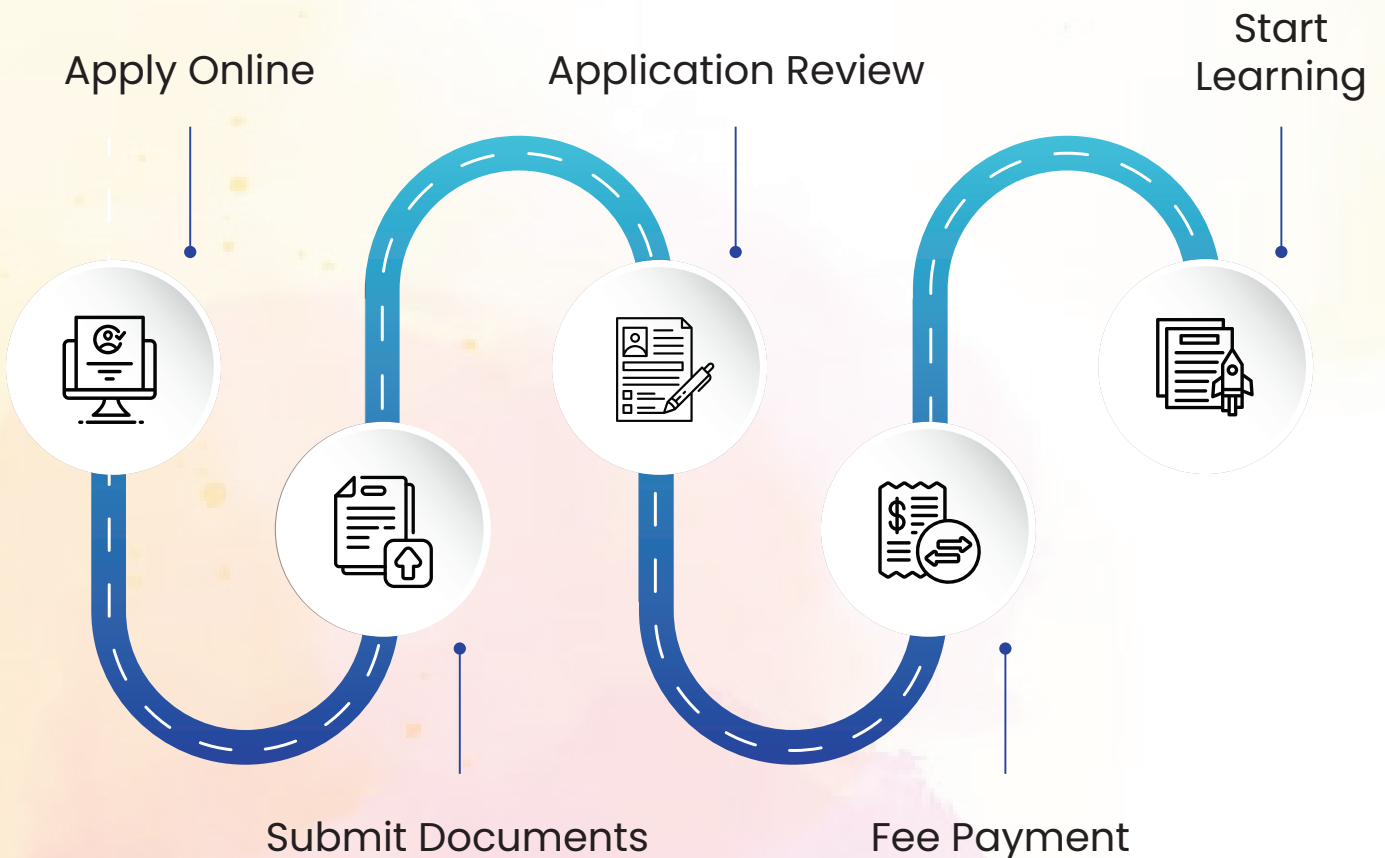 Apply Online
Submit Documents
Application Review
Fee Payment
Start
Learning
$